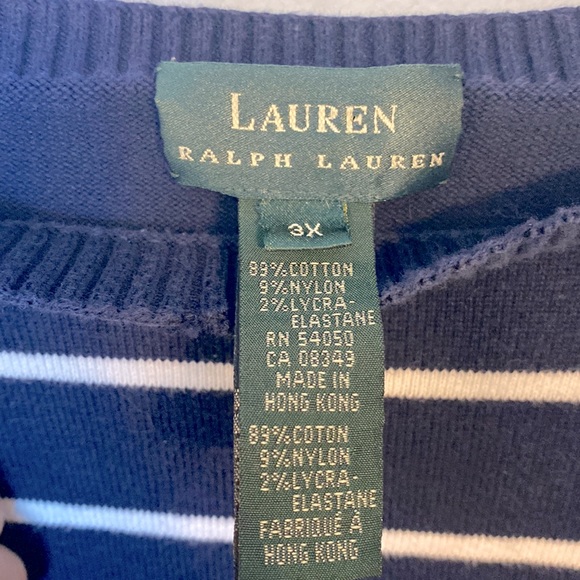 LAUREN
RALPH LAUREN
3X
89%COTTON
9%NYLON
2%LYCRA-
ELASTANE
RN 54050
CA 08349
MADE IN
HONG KONG
89%COTON
9%NYLON
2%LYCRA-
ELASTANE
FABRIQUÉ À
HONG KONG